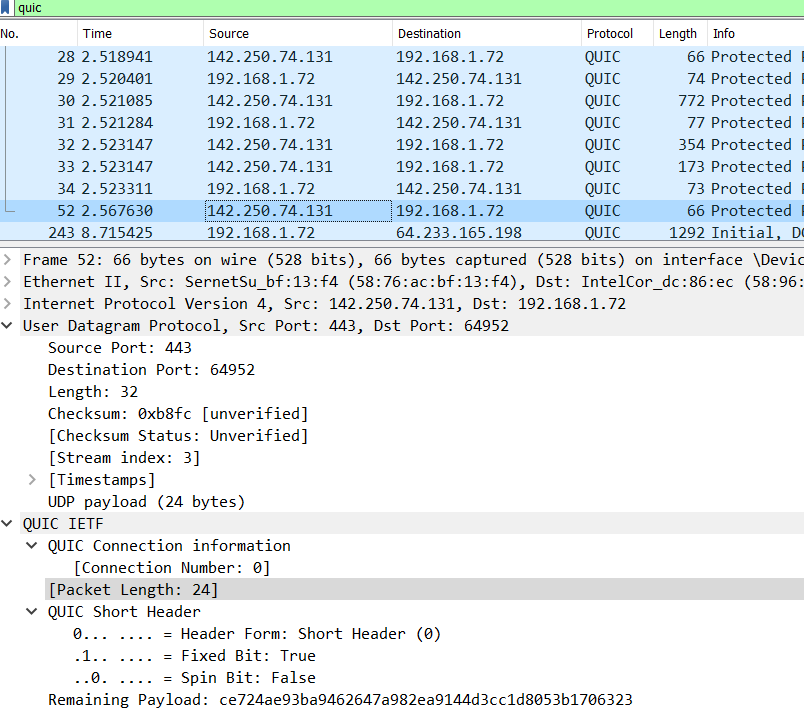 quic
No. Time Source Destination Protocol Length Info
28 2.518941 142.250.74.131 192.168.1.72 QUIC 66 Protected
29 2.520401 192.168.1.72 142.250.74.131 QUIC 74 Protected
30 2.521085 142.250.74.131 192.168.1.72 QUIC 772 Protected
31 2.521284 192.168.1.72 142.250.74.131 QUIC 77 Protected
32 2.523147 142.250.74.131 192.168.1.72 QUIC 354 Protected
33 2.523147 142.250.74.131 192.168.1.72 QUIC 173 Protected
34 2.523311 192.168.1.72 142.250.74.131 QUIC 73 Protected
52 2.567630 142.250.74.131 192.168.1.72 QUIC 66 Protected
243 8.715425 192.168.1.72 64.233.165.198 QUIC 1292 Initial, DC
Frame 52: 66 bytes on wire (528 bits), 66 bytes captured (528 bits) on interface \Devic
Ethernet II, Src: SernetSu_bf:13:f4 (58:76:ac:bf:13:f4), Dst: IntelCor_dc:86:ec (58:96:
Internet Protocol Version 4, Src: 142.250.74.131, Dst: 192.168.1.72
User Datagram Protocol, Src Port: 443, Dst Port: 64952
Source Port: 443
Destination Port: 64952
Length: 32
Checksum: 0xb8fc [unverified]
[Checksum Status: Unverified]
[Stream index: 3]
[Timestamps]
UDP payload (24 bytes)
QUIC IETF
QUIC Connection information
[Connection Number: 0]
[Packet Length: 24]
QUIC Short Header
0... .... = Header Form: Short Header (0)
.1.. .... = Fixed Bit: True
..0. .... = Spin Bit: False
Remaining Payload: ce724ae93ba9462647a982ea9144d3cc1d8053b1706323